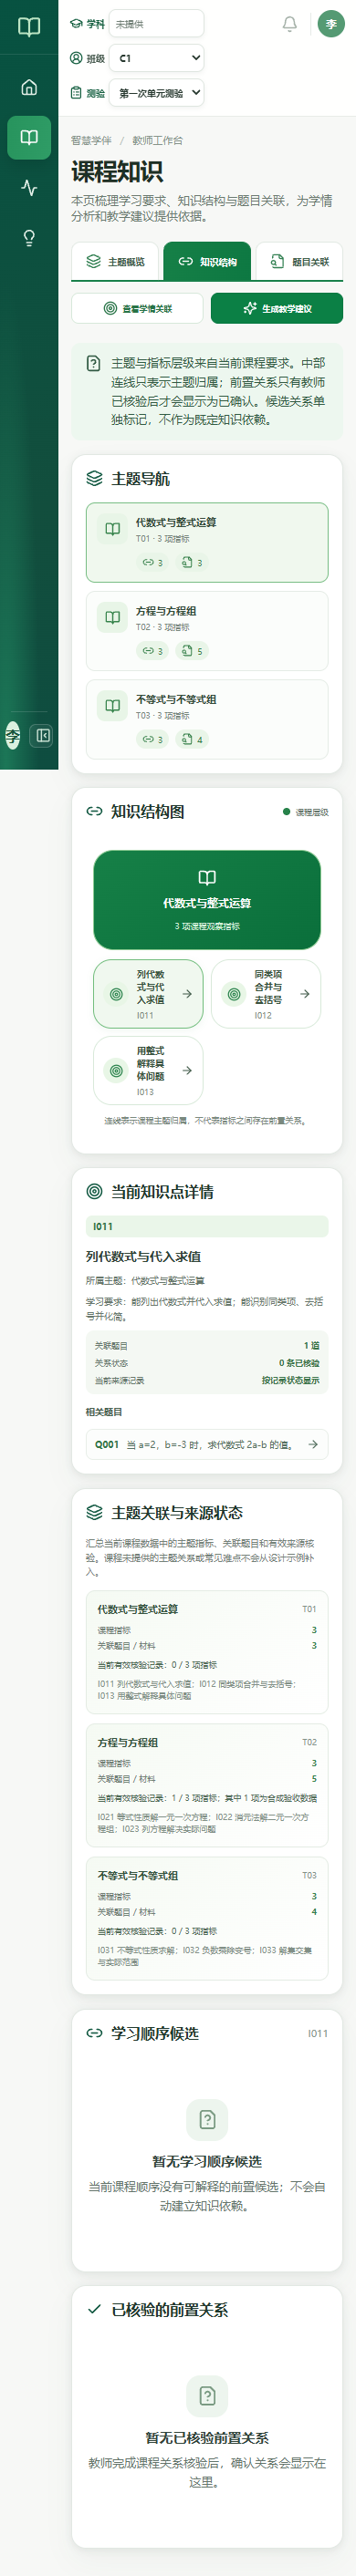 学科 未提供
李
班级 C1
测验 第一次单元测验
智慧学伴 / 教师工作台
课程知识
本页梳理学习要求、知识结构与题目关联，为学情
分析和教学建议提供依据。
主题概览 知识结构 题目关联
查看学情关联 生成教学建议
主题与指标层级来自当前课程要求。中部
连线只表示主题归属；前置关系只有教师
已核验后才会显示为已确认。候选关系单
独标记，不作为既定知识依赖。
主题导航
代数式与整式运算
T01 · 3 项指标
3 3
方程与方程组
T02 · 3 项指标
3 5
不等式与不等式组
T03 · 3 项指标
3 4
李
知识结构图 课程层级
代数式与整式运算
3 项课程观察指标
列代数
式与代
入求值
I011
同类项
合并与
去括号
I012
用整式
解释具
体问题
I013
连线表示课程主题归属，不代表指标之间存在前置关系。
当前知识点详情
I011
列代数式与代入求值
所属主题：代数式与整式运算
学习要求：能列出代数式并代入求值；能识别同类项、去括
号并化简。
关联题目 1 道
关系状态 0 条已核验
当前来源记录 按记录状态显示
相关题目
Q001 当 a=2，b=-3 时，求代数式 2a-b 的值。
主题关联与来源状态
汇总当前课程数据中的主题指标、关联题目和有效来源核
验。课程未提供的主题关系或常见难点不会从设计示例补
入。
代数式与整式运算 T01
课程指标 3
关联题目 / 材料 3
当前有效核验记录：0 / 3 项指标
I011 列代数式与代入求值；I012 同类项合并与去括号；
I013 用整式解释具体问题
方程与方程组 T02
课程指标 3
关联题目 / 材料 5
当前有效核验记录：1 / 3 项指标；其中 1 项为合成验收数据
I021 等式性质解一元一次方程；I022 消元法解二元一次方
程组；I023 列方程解决实际问题
不等式与不等式组 T03
课程指标 3
关联题目 / 材料 4
当前有效核验记录：0 / 3 项指标
I031 不等式性质求解；I032 负数乘除变号；I033 解集交集
与实际范围
学习顺序候选 I011
暂无学习顺序候选
当前课程顺序没有可解释的前置候选；不会自
动建立知识依赖。
已核验的前置关系
暂无已核验前置关系
教师完成课程关系核验后，确认关系会显示在
这里。